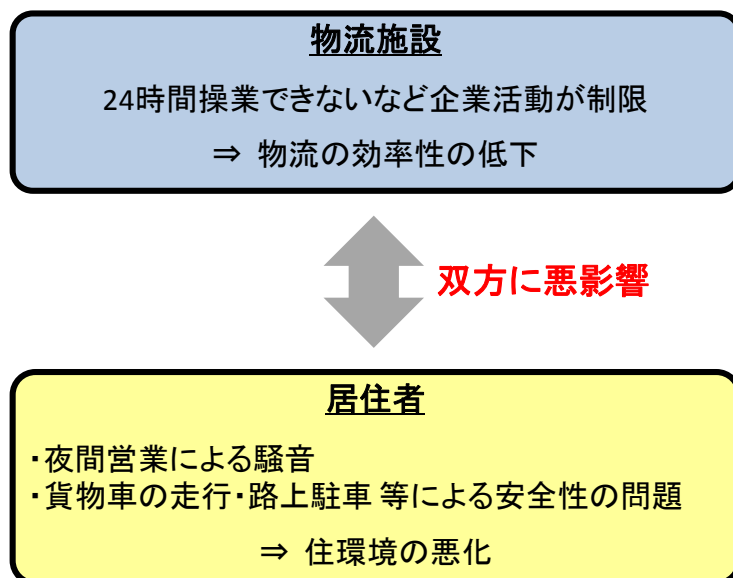 物流施設
24時間操業できないなど企業活動が制限
⇒ 物流の効率性の低下
双方に悪影響
居住者
・夜間営業による騒音
・貨物車の走行・路上駐車 等による安全性の問題
⇒ 住環境の悪化